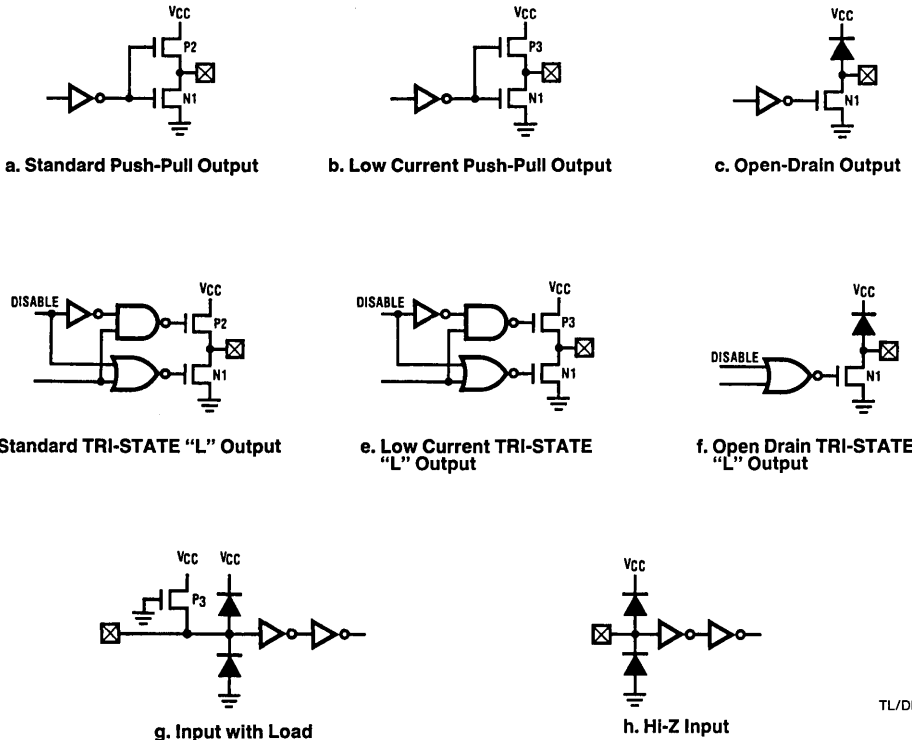 VCC
P2
N1
a. Standard Push-Pull Output
VCC
P3
N1
b. Low Current Push-Pull Output
VCC
N1
c. Open-Drain Output
DISABLE
VCC
P2
N1
Standard TRI-STATE “L” Output
DISABLE
VCC
P3
N1
e. Low Current TRI-STATE
“L” Output
DISABLE
VCC
N1
f. Open Drain TRI-STATE
“L” Output
VCC
P3
VCC
g. Input with Load
VCC
h. Hi-Z Input